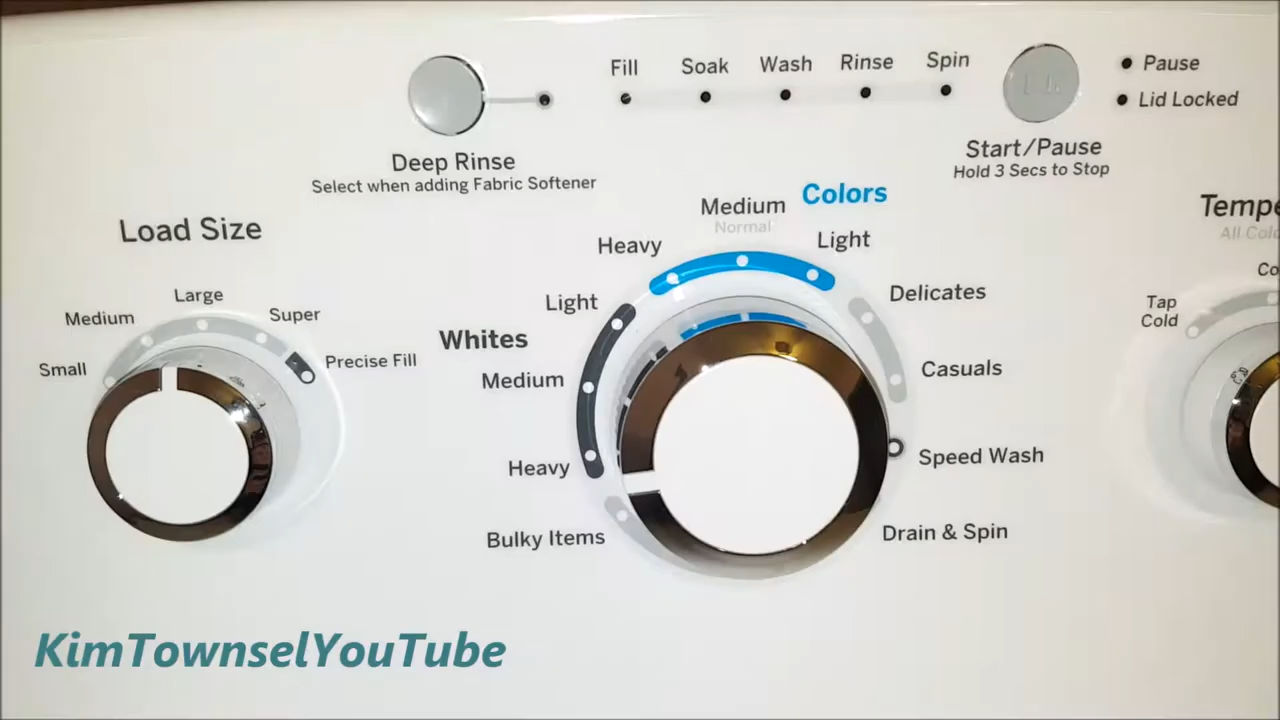 Fill
Soak
Wash
Rinse
Spin
Pause
Lid Locked
Deep Rinse
Select when adding Fabric Softener
Start/Pause
Hold 3 Secs to Stop
Load Size
Small
Medium
Large
Super
Precise Fill
Whites
Light
Medium
Heavy
Bulky Items
Colors
Heavy
Medium
Normal
Light
Delicates
Casuals
Speed Wash
Drain & Spin
Tap
Cold
KimTownselYouTube